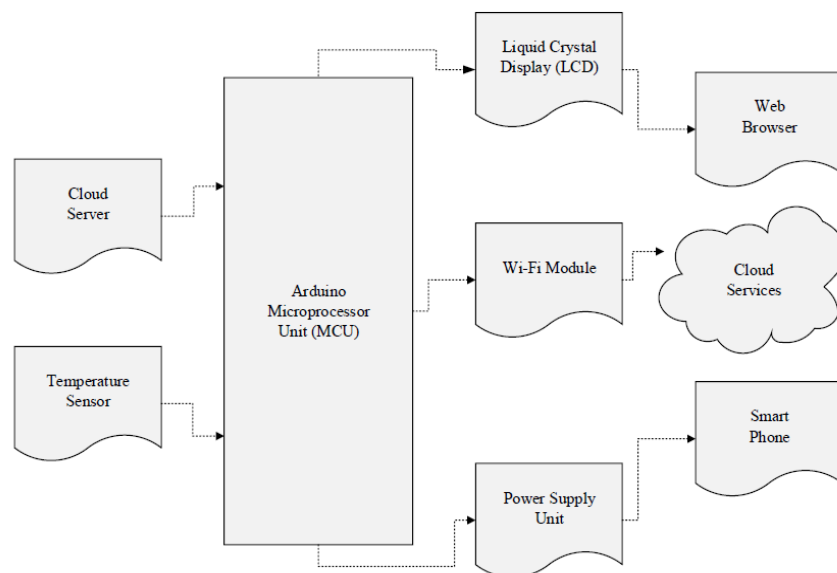 Liquid Crystal
Display (LCD)
Web
Browser
Cloud
Server
Arduino
Microprocessor
Unit (MCU)
Wi-Fi Module
Cloud
Services
Temperature
Sensor
Smart
Phone
Power Supply
Unit